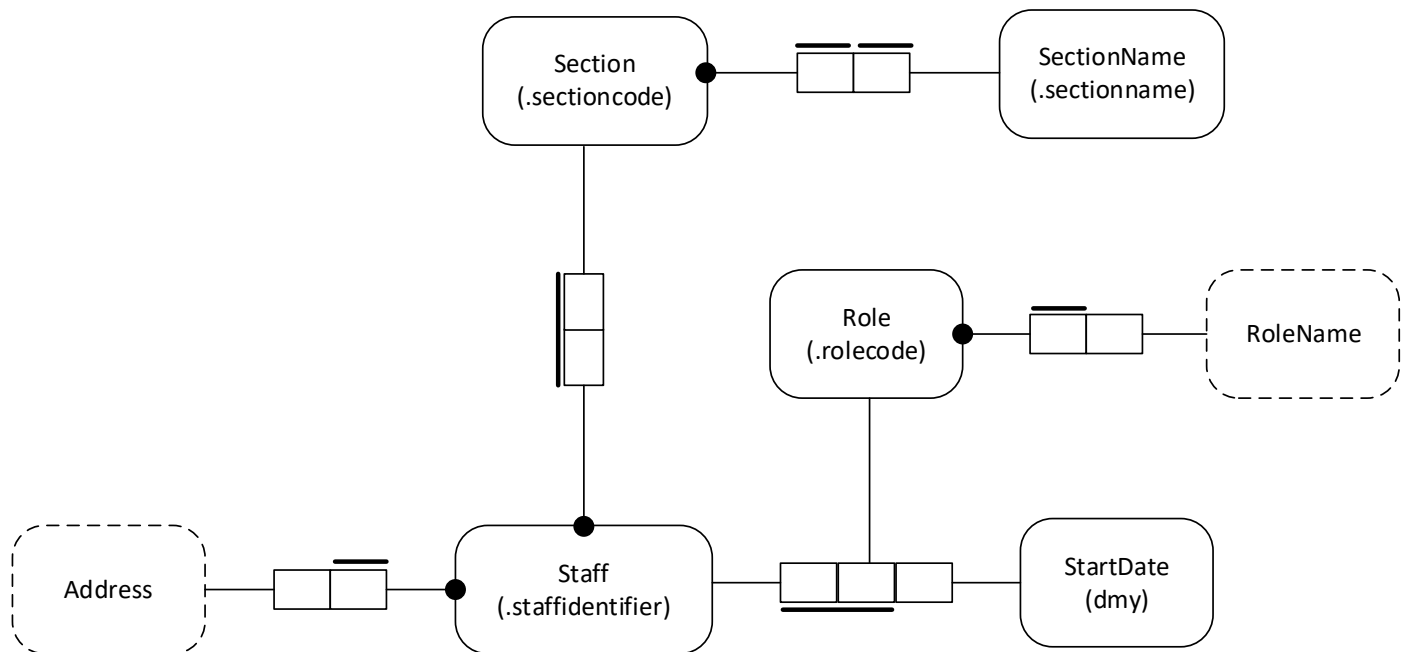 Section
(.sectioncode)
SectionName
(.sectionname)
Role
(.rolecode)
RoleName
Address
Staff
(.staffidentifier)
StartDate
(dmy)